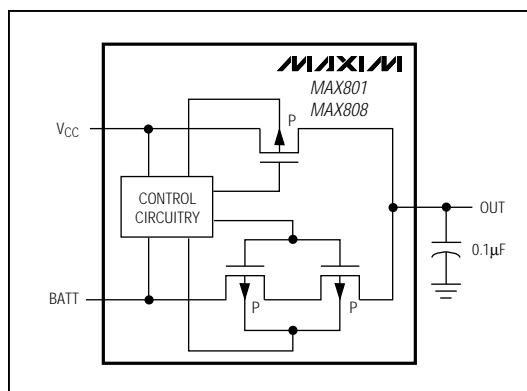 MAXIM
MAX801
MAX808
P
VCC
CONTROL
CIRCUITRY
OUT
0.1µF
BATT
P
P